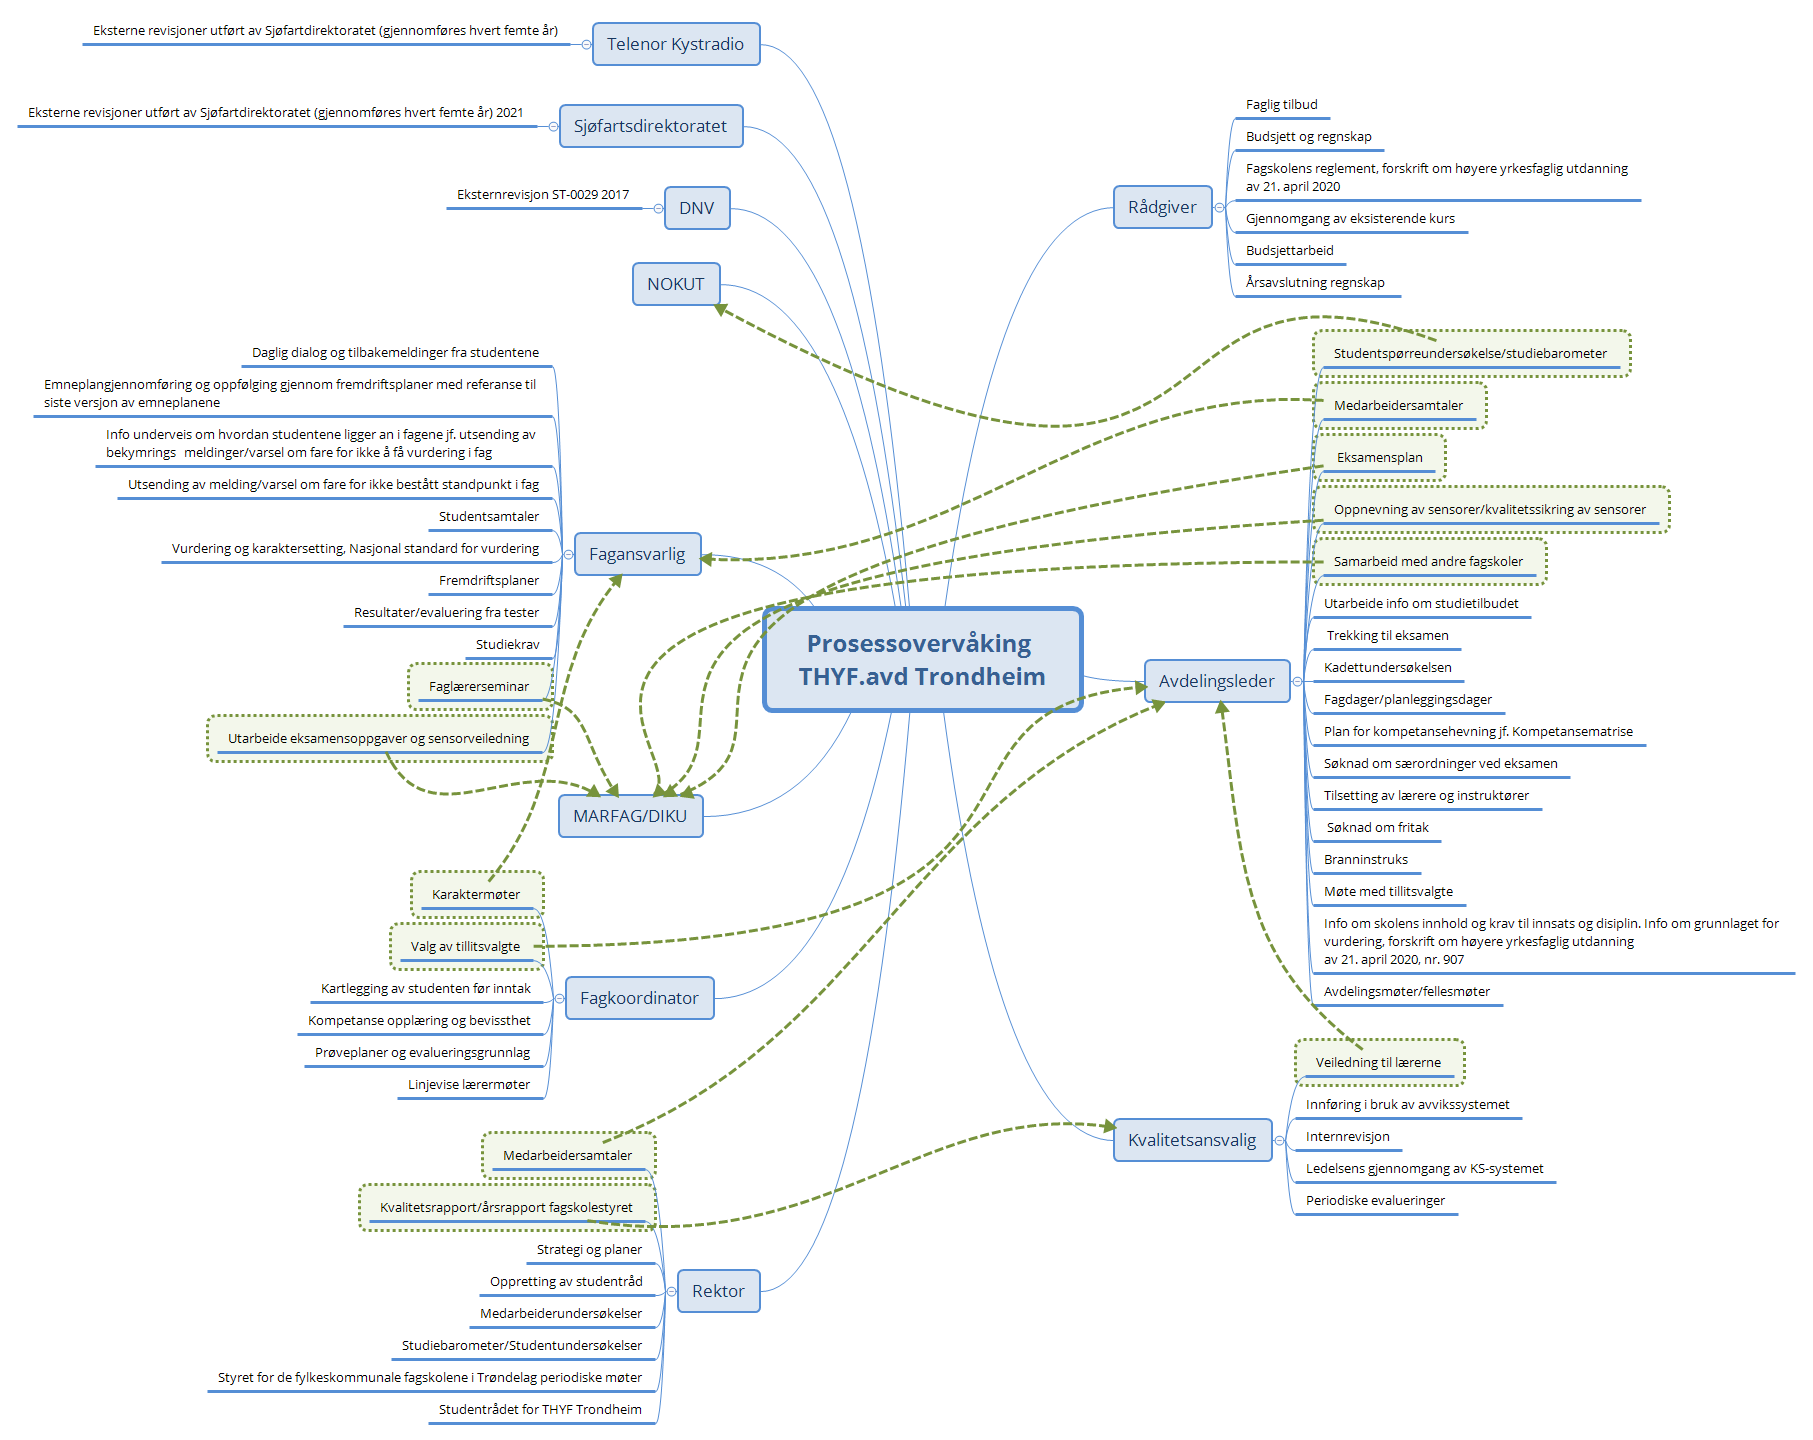 Prosessovervåking
THYF.avd Trondheim
Telenor Kystradio
Eksterne revisjoner utført av Sjøfartdirektoratet (gjennomføres hvert femte år)
Sjøfartsdirektoratet
Eksterne revisjoner utført av Sjøfartdirektoratet (gjennomføres hvert femte år) 2021
DNV
Eksternrevisjon ST-0029 2017
NOKUT
Fagansvarlig
Daglig dialog og tilbakemeldinger fra studentene
Emneplangjennomføring og oppfølging gjennom fremdriftsplaner med referanse til
siste versjon av emneplanene
Info underveis om hvordan studentene ligger an i fagene jf. utsending av
bekymrings meldinger/varsel om fare for ikke å få vurdering i fag
Utsending av melding/varsel om fare for ikke bestått standpunkt i fag
Studentsamtaler
Vurdering og karaktersetting, Nasjonal standard for vurdering
Fremdriftsplaner
Resultater/evaluering fra tester
Studiekrav
Faglærerseminar
Utarbeide eksamensoppgaver og sensorveiledning
MARFAG/DIKU
Fagkoordinator
Karaktermøter
Valg av tillitsvalgte
Kartlegging av studenten før inntak
Kompetanse opplæring og bevissthet
Prøveplaner og evalueringsgrunnlag
Linjevise lærermøter
Rektor
Medarbeidersamtaler
Kvalitetsrapport/årsrapport fagskolestyret
Strategi og planer
Oppretting av studentråd
Medarbeiderundersøkelser
Studiebarometer/Studentundersøkelser
Styret for de fylkeskommunale fagskolene i Trøndelag periodiske møter
Studentrådet for THYF Trondheim
Rådgiver
Faglig tilbud
Budsjett og regnskap
Fagskolens reglement, forskrift om høyere yrkesfaglig utdanning
av 21. april 2020
Gjennomgang av eksisterende kurs
Budsjettarbeid
Årsavslutning regnskap
Avdelingsleder
Studentspørreundersøkelse/studiebarometer
Medarbeidersamtaler
Eksamensplan
Oppnevning av sensorer/kvalitetssikring av sensorer
Samarbeid med andre fagskoler
Utarbeide info om studietilbudet
Trekking til eksamen
Kadettundersøkelsen
Fagdager/planleggingsdager
Plan for kompetansehevning jf. Kompetansematrise
Søknad om særordninger ved eksamen
Tilsetting av lærere og instruktører
Søknad om fritak
Branninstruks
Møte med tillitsvalgte
Info om skolens innhold og krav til innsats og disiplin. Info om grunnlaget for
vurdering, forskrift om høyere yrkesfaglig utdanning
av 21. april 2020, nr. 907
Avdelingsmøter/fellesmøter
Kvalitetsansvalig
Veiledning til lærerne
Innføring i bruk av avvikssystemet
Internrevisjon
Ledelsens gjennomgang av KS-systemet
Periodiske evalueringer